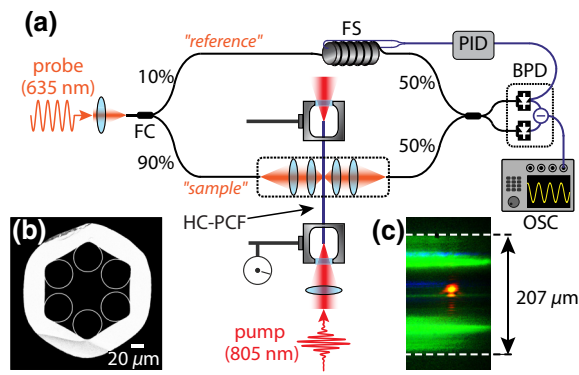 (a)
"reference"
FS
PID
probe
(635 nm)
10%
50%
BPD
FC
90%
50%
"sample"
OSC
HC-PCF
(b)
20 µm
(c)
207 µm
pump
(805 nm)